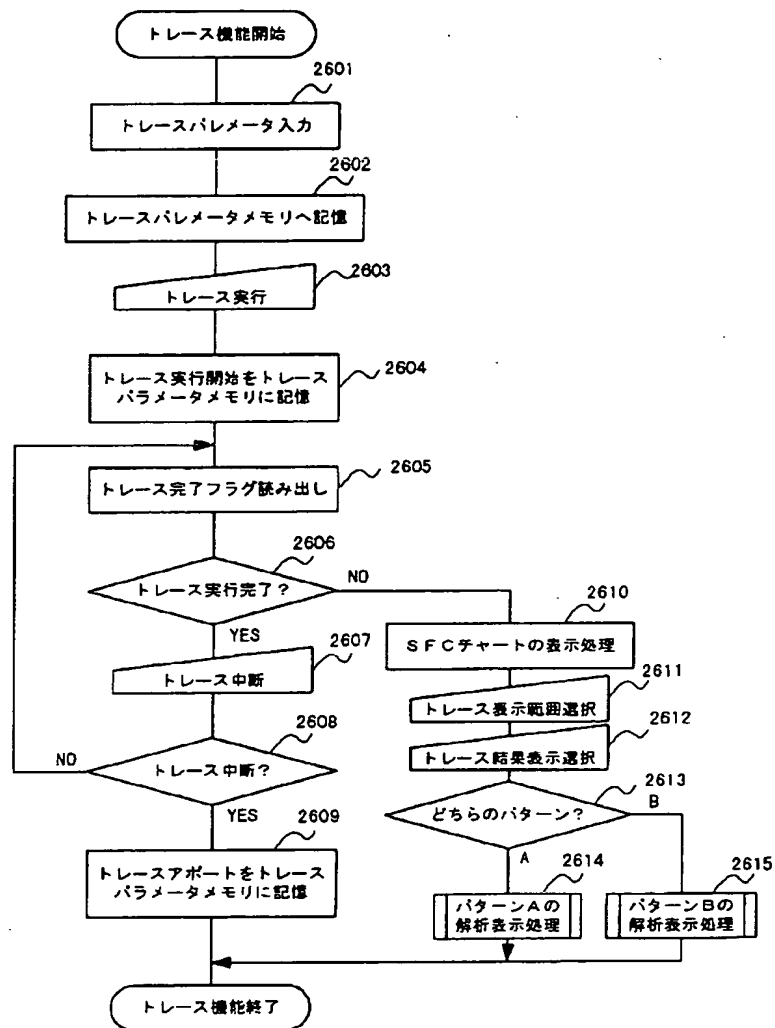 トレース機能開始
2601
トレースパレメータ入力
2602
トレースパレメータメモリへ記憶
2603
トレース実行
2604
トレース実行開始をトレース
パラメータメモリに記憶
2605
トレース完了フラグ読み出し
2606
トレース実行完了?
NO
YES
2607
トレース中断
2608
トレース中断?
NO
YES
2609
トレースアボートをトレース
パラメータメモリに記憶
2610
SFCチャートの表示処理
2611
トレース表示範囲選択
2612
トレース結果表示選択
2613
どちらのパターン?
B
A
2614
パターンAの
解析表示処理
2615
パターンBの
解析表示処理
トレース機能終了